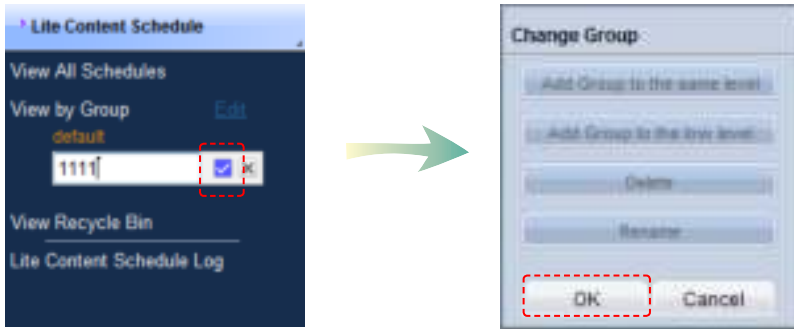 Lite Content Schedule
View All Schedules
View by Group Edit
default
1111
View Recycle Bin
Lite Content Schedule Log
Change Group
Add Group to the same level
Add Group to the low level
Delete
Rename
OK Cancel